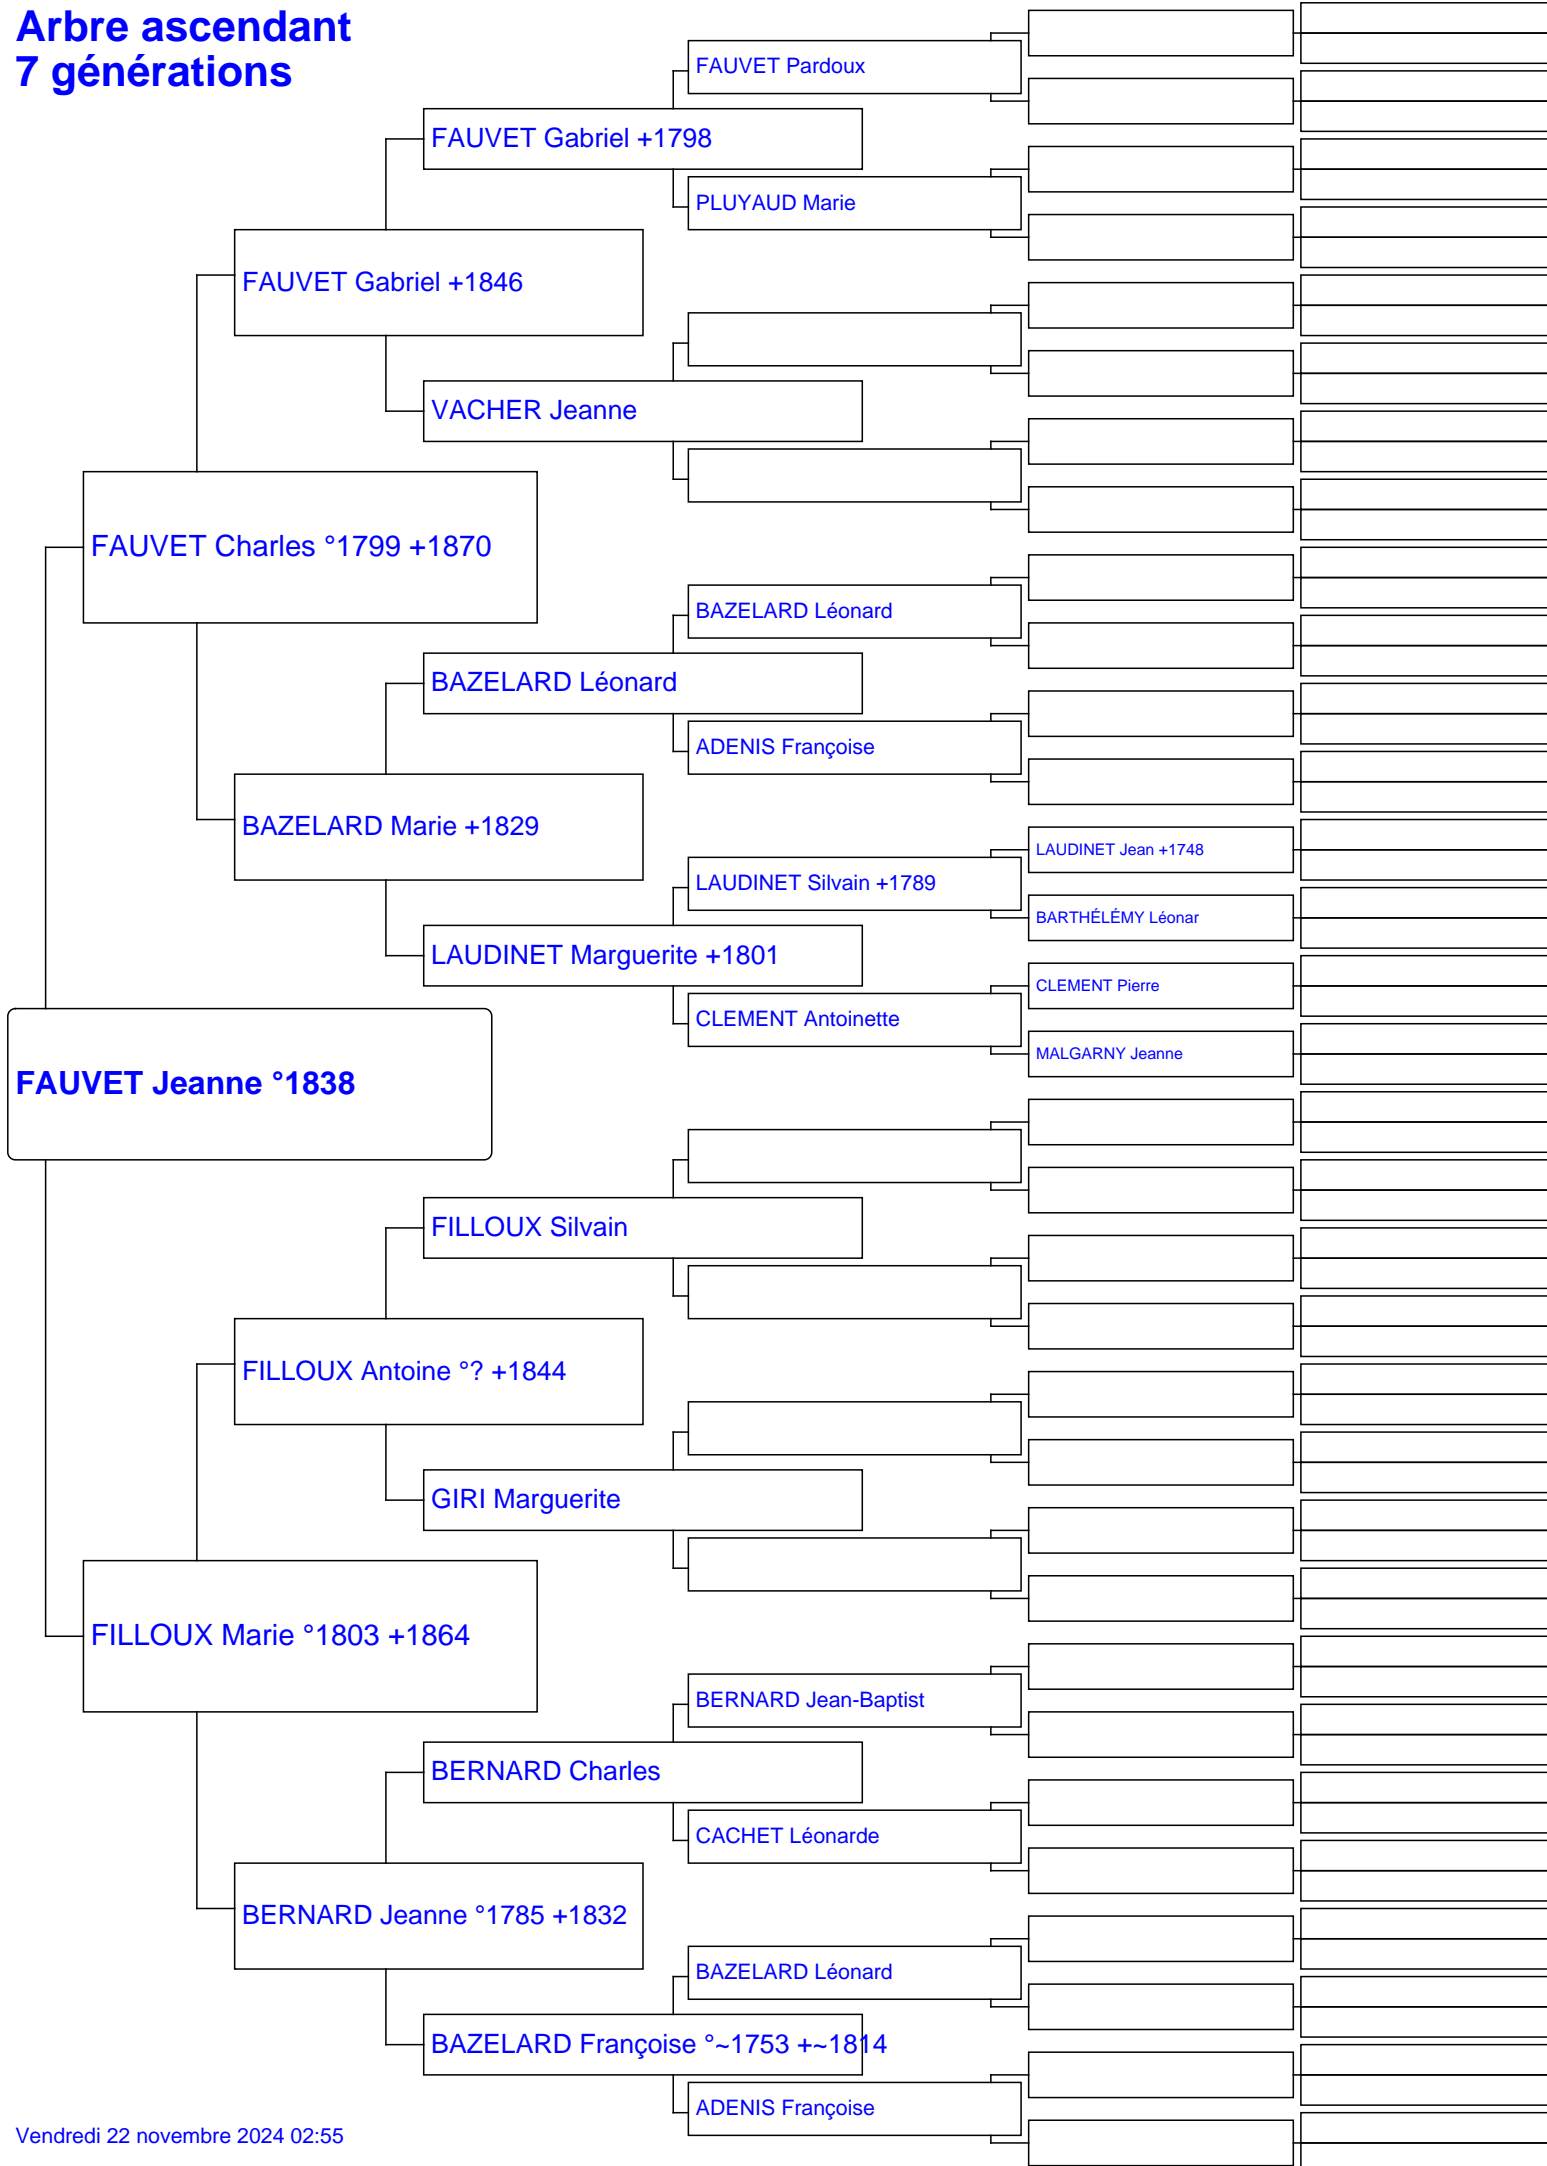 Arbre ascendant
7 générations
FAUVET Pardoux
FAUVET Gabriel +1798
PLUYAUD Marie
FAUVET Gabriel +1846
VACHER Jeanne
FAUVET Charles °1799 +1870
BAZELARD Léonard
BAZELARD Léonard
ADENIS Françoise
BAZELARD Marie +1829
LAUDINET Jean +1748
LAUDINET Silvain +1789
BARTHÉLÉMY Léonar
LAUDINET Marguerite +1801
CLEMENT Pierre
CLEMENT Antoinette
MALGARNY Jeanne
FAUVET Jeanne °1838
FILLOUX Silvain
FILLOUX Antoine °? +1844
GIRI Marguerite
FILLOUX Marie °1803 +1864
BERNARD Jean-Baptist
BERNARD Charles
CACHET Léonarde
BERNARD Jeanne °1785 +1832
BAZELARD Léonard
BAZELARD Françoise °~1753 +~1814
ADENIS Françoise
Vendredi 22 novembre 2024 02:55